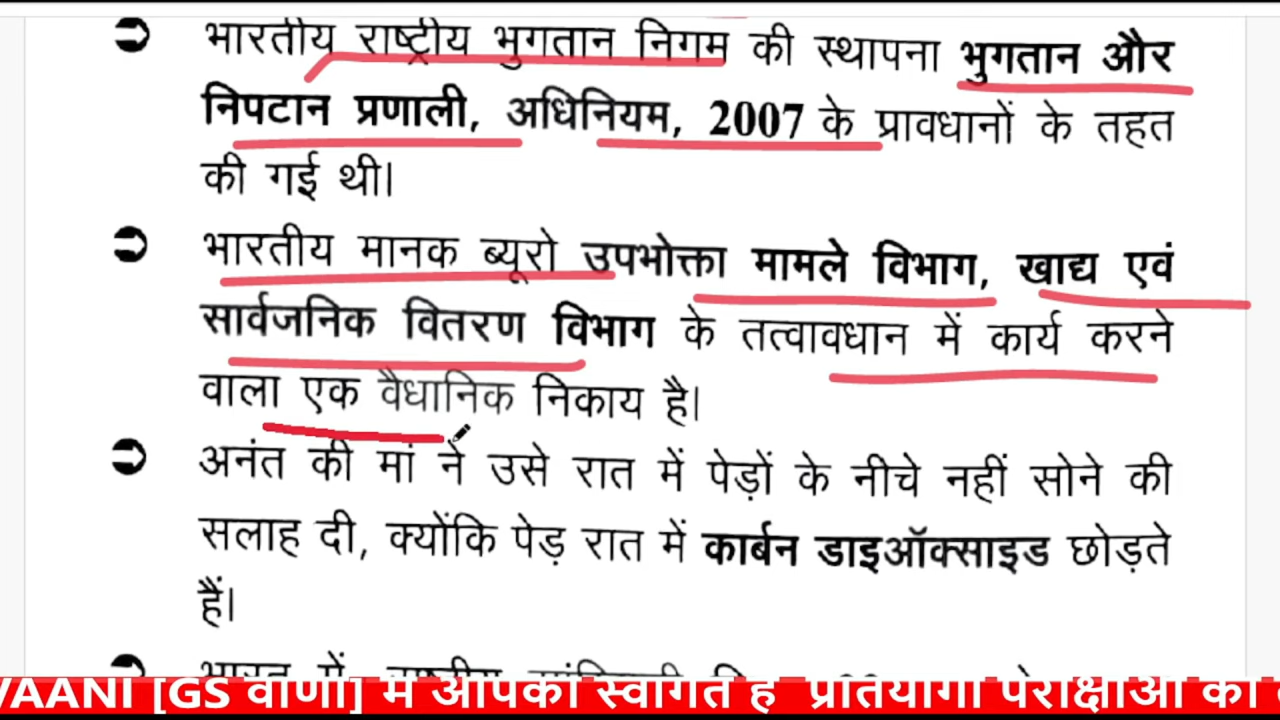 भारतीय राष्ट्रीय भुगतान निगम की स्थापना भुगतान और
निपटान प्रणाली, अधिनियम, 2007 के प्रावधानों के तहत
की गई थी।
भारतीय मानक ब्यूरो उपभोक्ता मामले विभाग, खाद्य एवं
सार्वजनिक वितरण विभाग के तत्वावधान में कार्य करने
वाला एक वैधानिक निकाय है।
अनंत की मां ने उसे रात में पेड़ों के नीचे नहीं सोने की
सलाह दी, क्योंकि पेड़ रात में कार्बन डाइऑक्साइड छोड़ते
हैं।
भारत में राष्ट्रीय
VAANI [GS वाणी] में आपका स्वागत है प्रतियोगी परीक्षाओं की